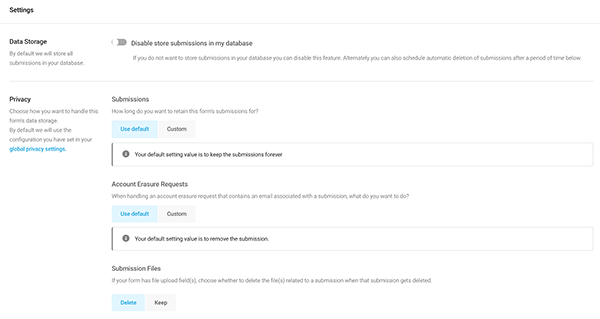 Settings
Data Storage
By default we will store all
submissions in your database.
Disable store submissions in my database
If you do not want to store submissions in your database you can disable this feature. Alternately you can also schedule automatic deletion of submissions after a period of time below.
Privacy
Choose how you want to handle this
form's data storage.
By default we will use the
configuration you have set in your
global privacy settings.
Submissions
How long do you want to retain this form's submissions for?
Use default
Custom
Your default setting value is to keep the submissions forever
Account Erasure Requests
When handling an account erasure request that contains an email associated with a submission, what do you want to do?
Use default
Custom
Your default setting value is to remove the submission.
Submission Files
If your form has file upload field(s), choose whether to delete the file(s) related to a submission when that submission gets deleted.
Delete
Keep